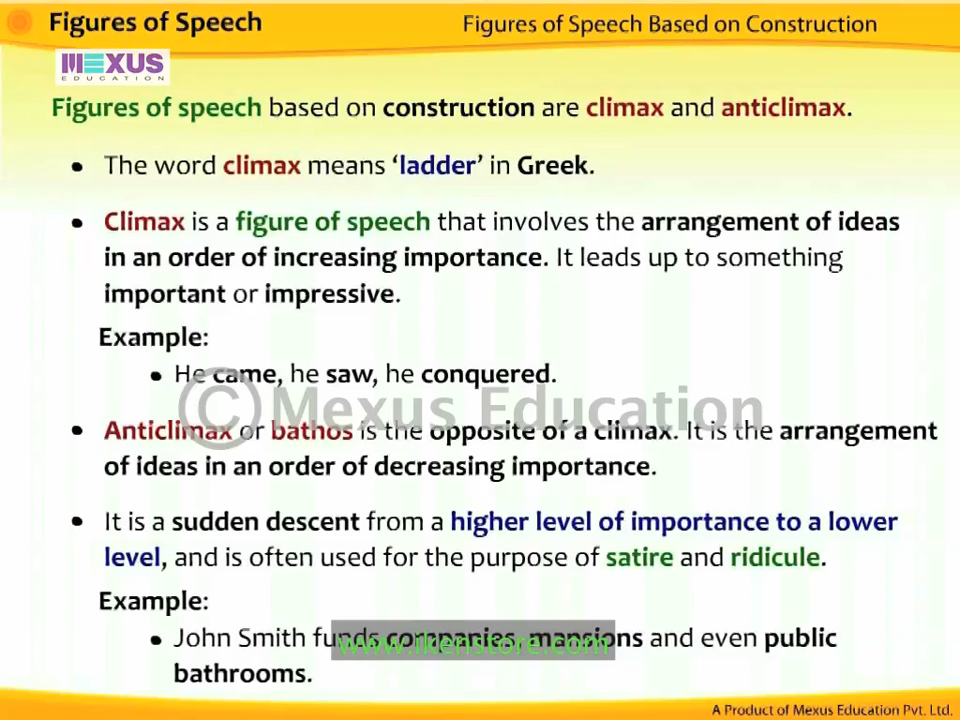 Figures of Speech
Figures of Speech Based on Construction
MEXUS
EDUCATION
Figures of speech based on construction are climax and anticlimax.
• The word climax means ‘ladder’ in Greek.
• Climax is a figure of speech that involves the arrangement of ideas
in an order of increasing importance. It leads up to something
important or impressive.
Example:
• He came, he saw, he conquered.
© Mexus Education
• Anticlimax or bathos is the opposite of a climax. It is the arrangement
of ideas in an order of decreasing importance.
• It is a sudden descent from a higher level of importance to a lower
level, and is often used for the purpose of satire and ridicule.
Example:
• John Smith funds companies, mansions and even public
www.ikenstore.com
bathrooms.
A Product of Mexus Education Pvt. Ltd.